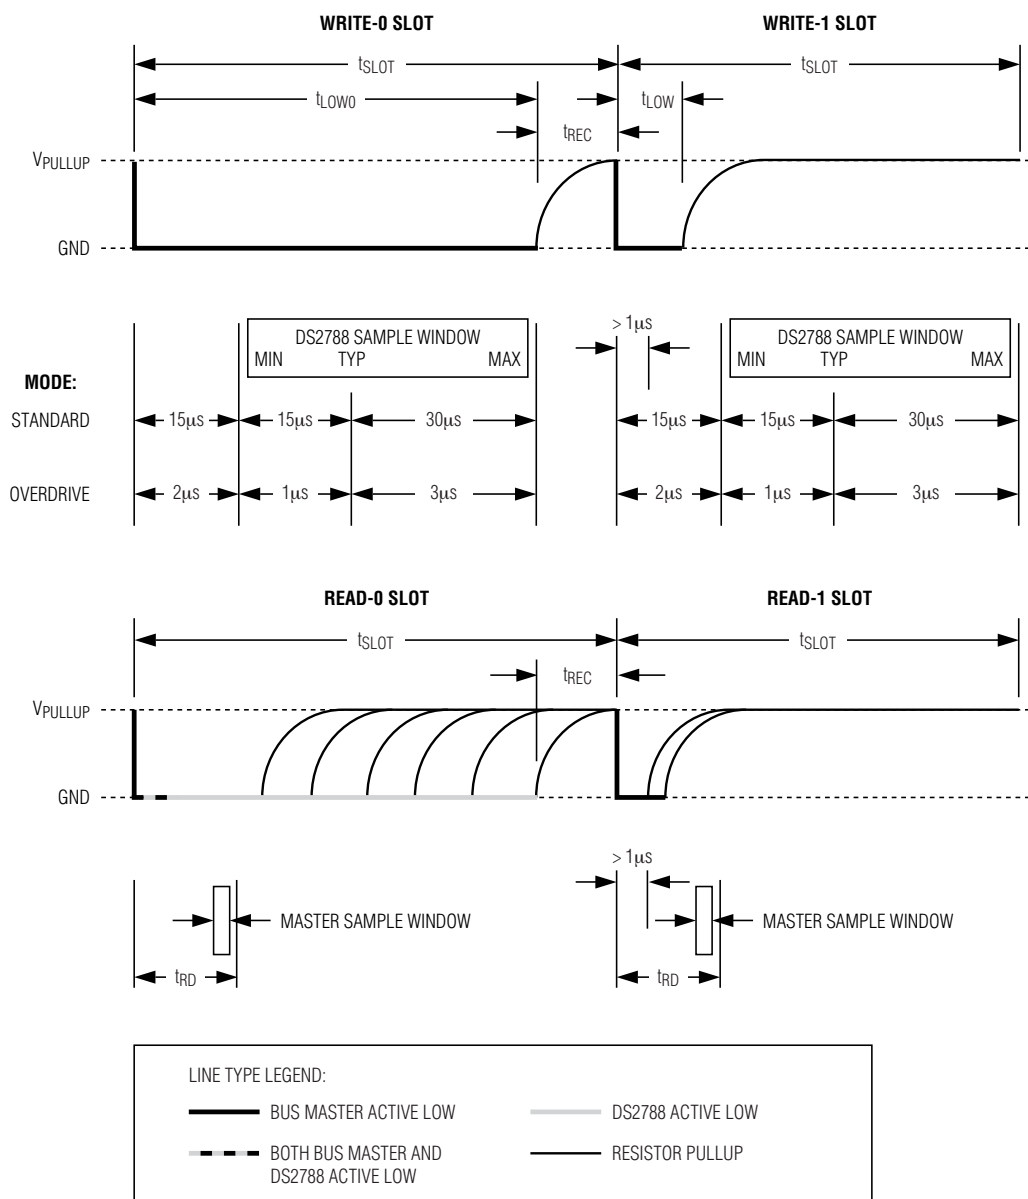 WRITE-0 SLOT WRITE-1 SLOT
tSLOT tSLOT
tLOW0 tLOW
tREC
VPULLUP
GND
> 1μs
DS2788 SAMPLE WINDOW DS2788 SAMPLE WINDOW
MIN TYP MAX MIN TYP MAX
MODE:
STANDARD 15μs 15μs 30μs 15μs 15μs 30μs
OVERDRIVE 2μs 1μs 3μs 2μs 1μs 3μs
READ-0 SLOT READ-1 SLOT
tSLOT tSLOT
tREC
VPULLUP
GND
> 1μs
MASTER SAMPLE WINDOW MASTER SAMPLE WINDOW
tRD tRD
LINE TYPE LEGEND:
BUS MASTER ACTIVE LOW DS2788 ACTIVE LOW
BOTH BUS MASTER AND RESISTOR PULLUP
DS2788 ACTIVE LOW